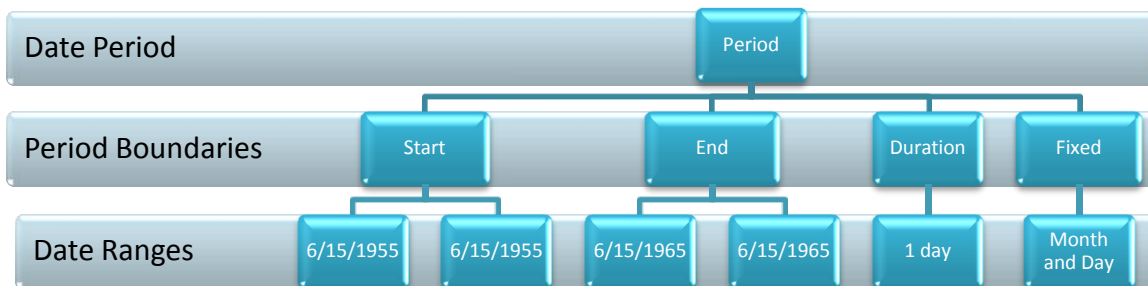 Date Period
Period
Period Boundaries
Start
End
Duration
Fixed
Date Ranges
6/15/1955
6/15/1955
6/15/1965
6/15/1965
1 day
Month
and Day